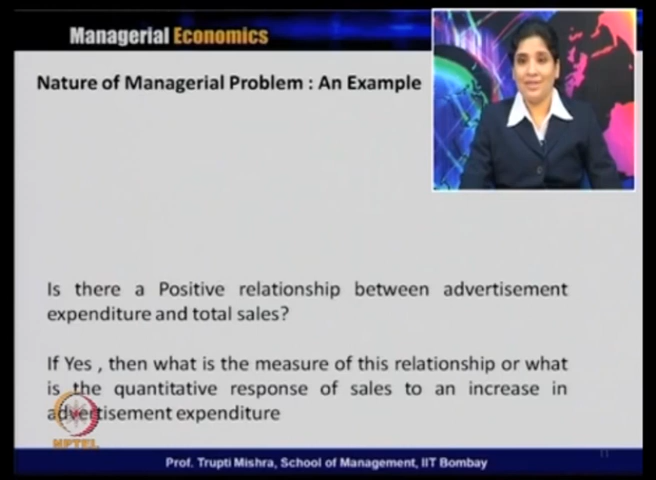 Managerial Economics
Nature of Managerial Problem : An Example
Is there a Positive relationship between advertisement
expenditure and total sales?
If Yes , then what is the measure of this relationship or what
is the quantitative response of sales to an increase in
advertisement expenditure
NPTEL
11
Prof. Trupti Mishra, School of Management, IIT Bombay